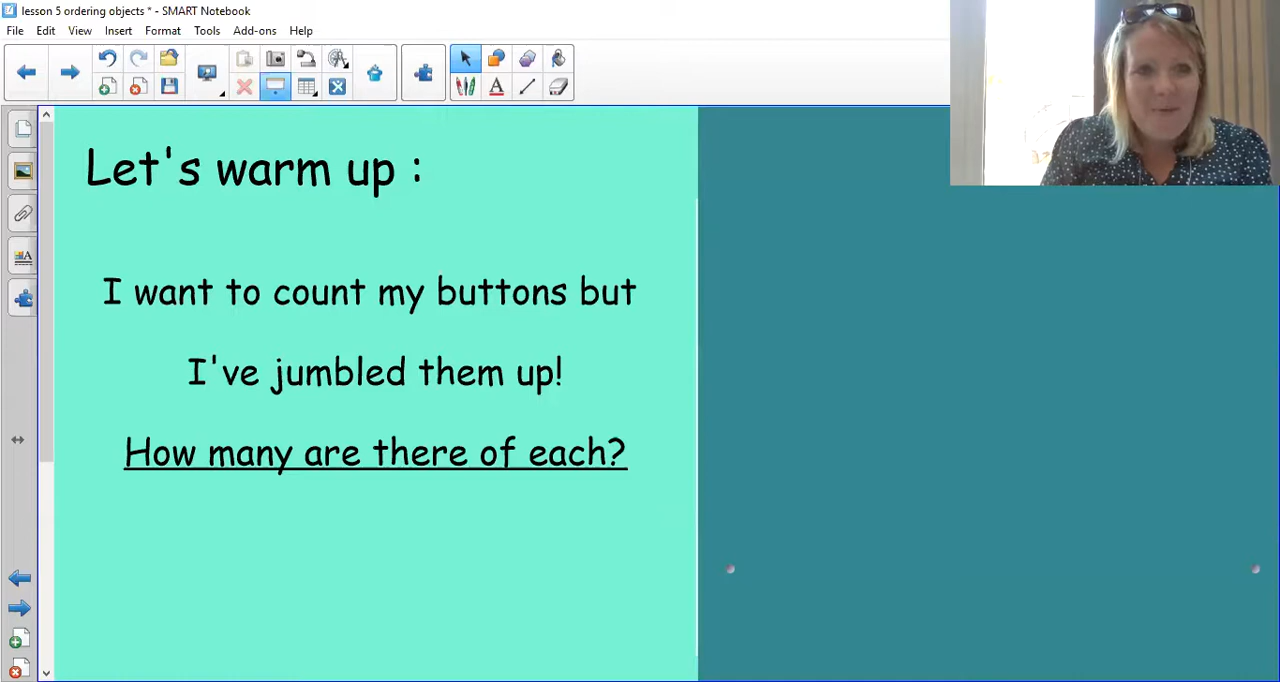 lesson 5 ordering objects * - SMART Notebook
File Edit View Insert Format Tools Add-ons Help
Let's warm up :
I want to count my buttons but
I've jumbled them up!
How many are there of each?